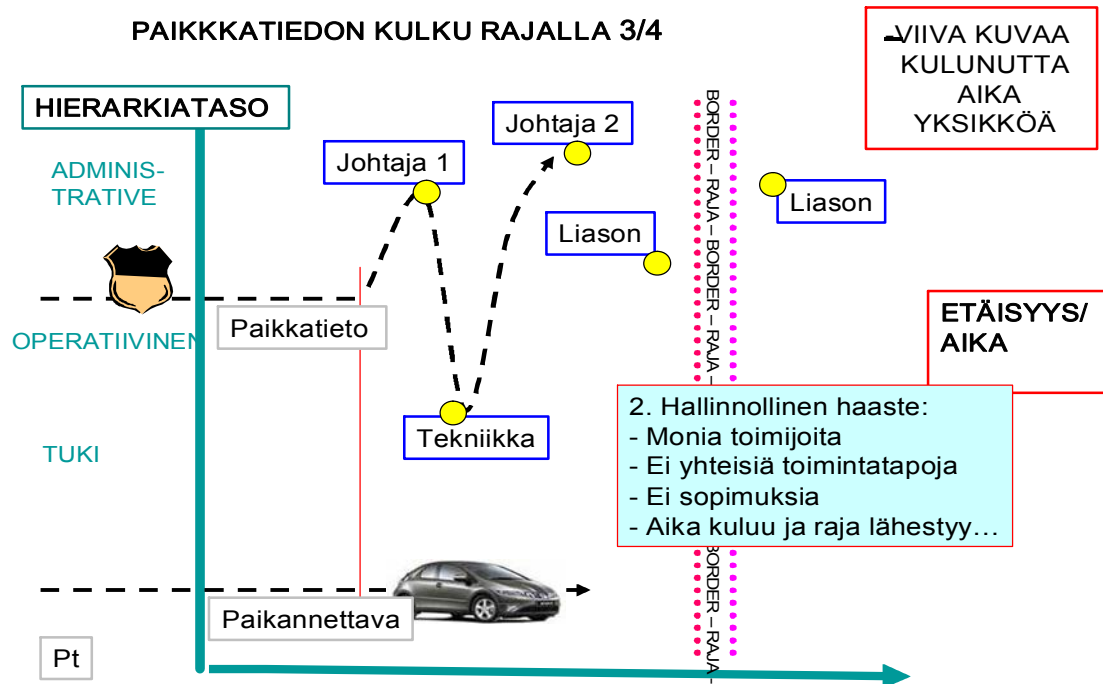 PAIKKKATIEDON KULKU RAJALLA 3/4
-VIIVA KUVAA
KULUNUTTA
AIKA
YKSIKKÖÄ
HIERARKIATASO
ADMINIS-
TRATIVE
Johtaja 1
Johtaja 2
Liason
Liason
BORDER – RAJA – BORDER – RAJA – BORDER – RAJA -
Paikkatieto
OPERATIIVINEN
ETÄISYYS/
AIKA
Tekniikka
TUKI
2. Hallinnollinen haaste:
- Monia toimijoita
- Ei yhteisiä toimintatapoja
- Ei sopimuksia
- Aika kuluu ja raja lähestyy…
Paikannettava
Pt